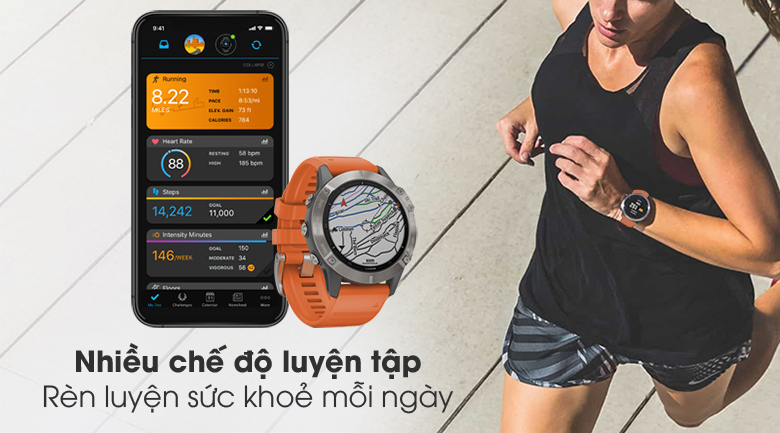 9:41
COLLAPSE
Running
8.22
MILES
TIME 1:13:10
PACE 8:53/mi
ELEV. GAIN 73 ft
CALORIES 784
Heart Rate
88
RESTING 58 bpm
HIGH 185 bpm
Steps
14,242
GOAL 11,000
Intensity Minutes
146/WEEK
GOAL 150
MODERATE 34
VIGOROUS 56
Floors
My Day Challenges Calendar Newsfeed More
Nhiều chế độ luyện tập
Rèn luyện sức khoẻ mỗi ngày